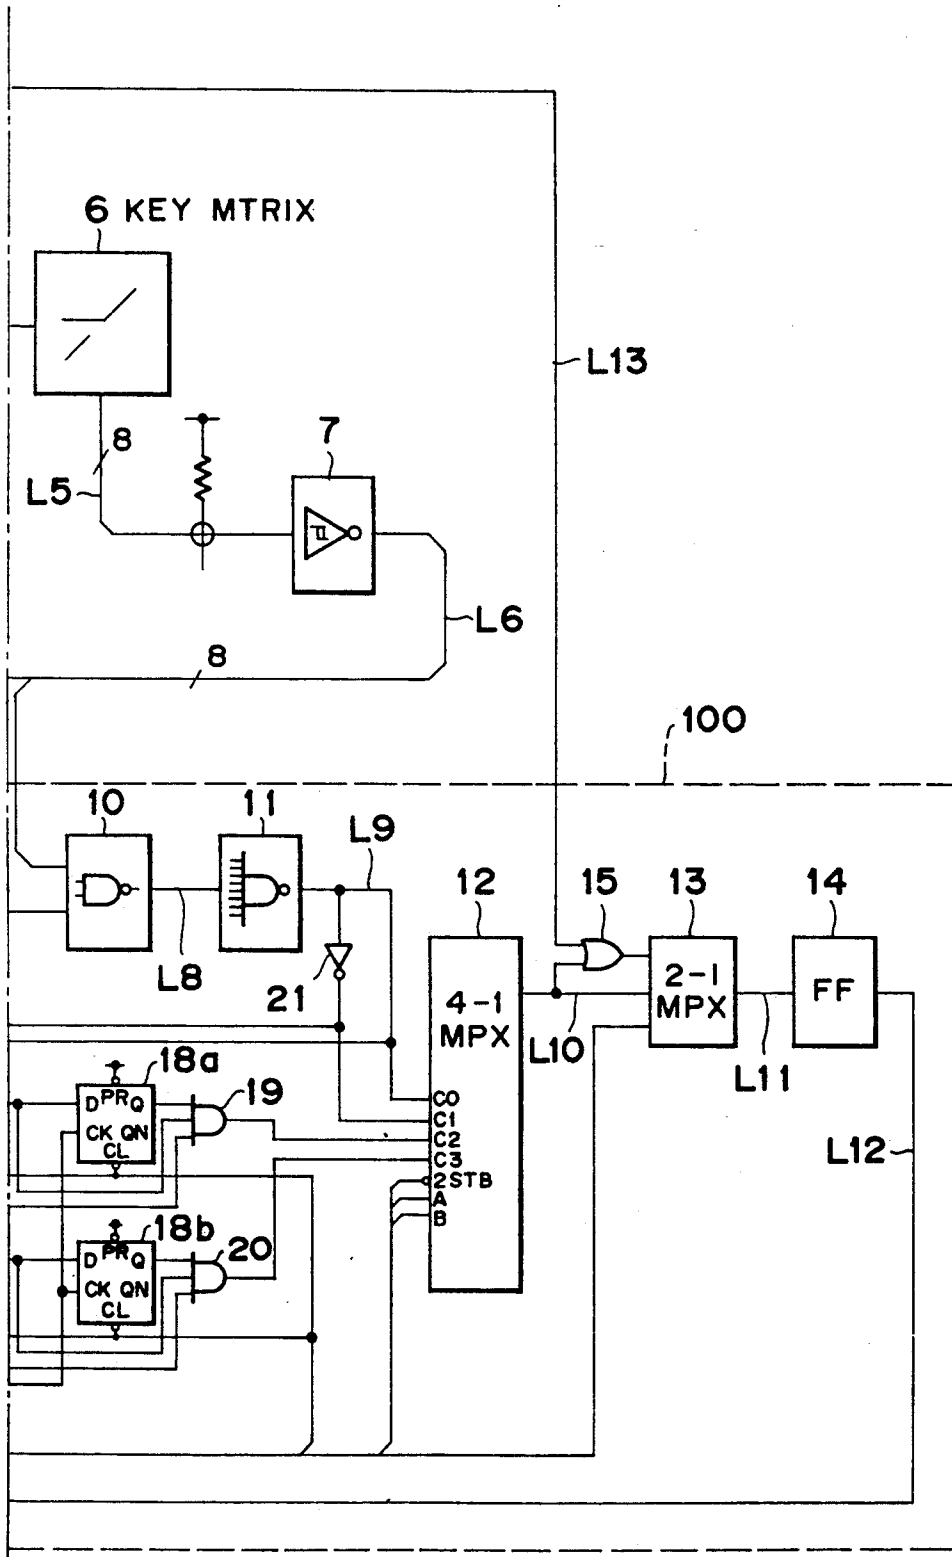 6 KEY MTRIX
L13
8
7
L5
L6
8
100
10
11
L9
12
15
13
14
L8
21
4-1
MPX
2-1
MPX
FF
L10
L11
18a
19
D PR Q
CK QN
CL
C0
C1
C2
C3
2STB
A
B
L12
18b
20
D PR Q
CK QN
CL